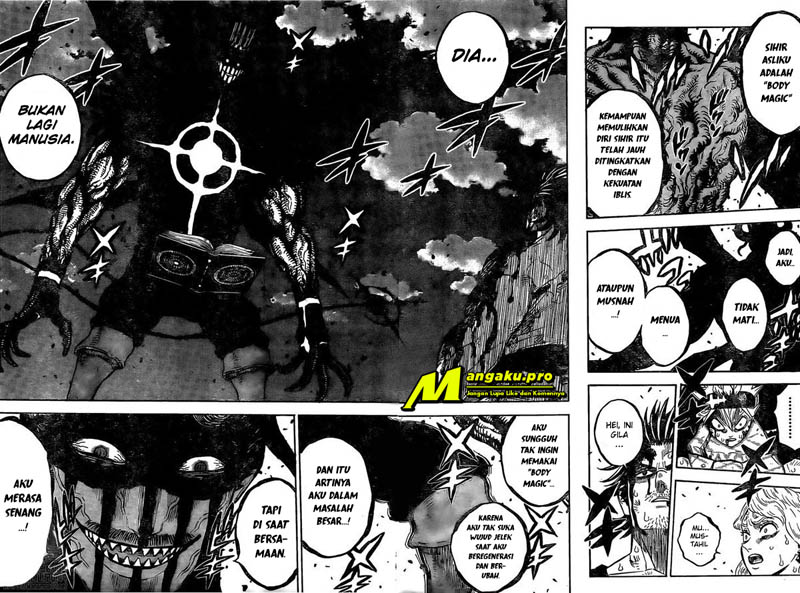 SIHIR
ASLIKU
ADALAH
"BODY
MAGIC"
KEMAMPUAN
MEMULIHKAN
DIRI SIHIR ITU
TELAH JAUH
DITINGKATKAN
DENGAN
KEKUATAN
IBLIS.
JADI,
AKU..
TIDAK
MATI..
MENUA
...
ATAUPUN
MUSNAH
...!
.........
HEI, INI
GILA
...
MU...
MUS-
TAHIL
...
DIA...
BUKAN
LAGI
MANUSIA.
Mangaku.pro
Jangan Lupa Like dan Komennya
AKU
SUNGGUH
TAK INGIN
MEMAKAI
"BODY
MAGIC"..
KARENA
AKU TAK SUKA
WUJUD JELEK
SAAT AKU
BEREGENERASI
DAN BER-
UBAH.
DAN ITU
ARTINYA
AKU DALAM
MASALAH
BESAR...!
TAPI
DI SAAT
BERSA-
MAAN.
AKU
MERASA
SENANG
...!